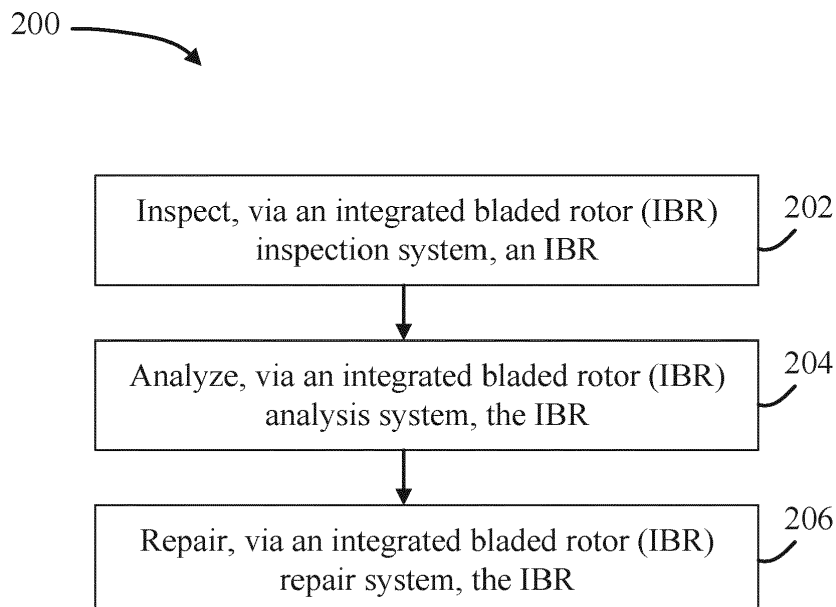 200
Inspect, via an integrated bladed rotor (IBR)
inspection system, an IBR
202
Analyze, via an integrated bladed rotor (IBR)
analysis system, the IBR
204
Repair, via an integrated bladed rotor (IBR)
repair system, the IBR
206